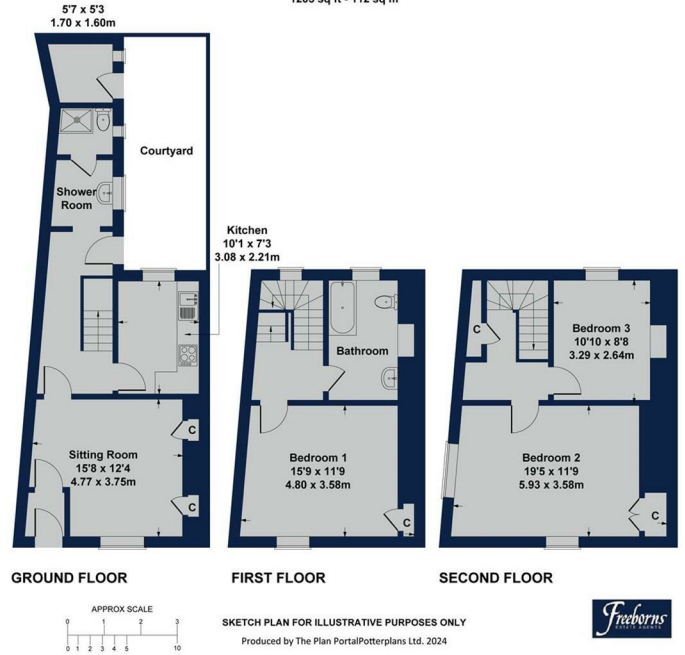 5'7 x 5'3
1.70 x 1.60m
Courtyard
Shower
Room
Kitchen
10'1 x 7'3
3.08 x 2.21m
Sitting Room
15'8 x 12'4
4.77 x 3.75m
C
C
Bathroom
Bedroom 1
15'9 x 11'9
4.80 x 3.58m
C
C
Bedroom 3
10'10 x 8'8
3.29 x 2.64m
Bedroom 2
19'5 x 11'9
5.93 x 3.58m
C
GROUND FLOOR
FIRST FLOOR
SECOND FLOOR
APPROX SCALE
0 1 2 3
0 1 2 3 4 5 10
SKETCH PLAN FOR ILLUSTRATIVE PURPOSES ONLY
Produced by The Plan PortalPotterplans Ltd. 2024
Freeborns
ESTATE AGENTS